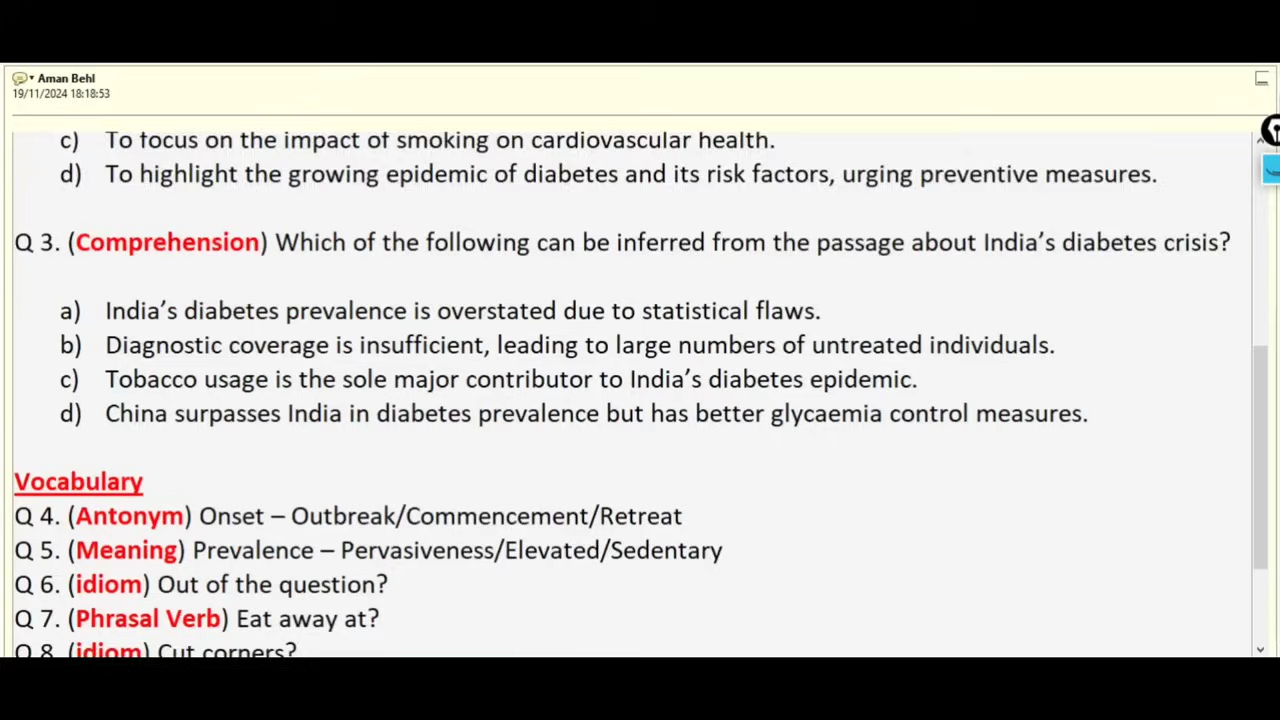 Aman Behl
19/11/2024 18:18:53
c) To focus on the impact of smoking on cardiovascular health.
d) To highlight the growing epidemic of diabetes and its risk factors, urging preventive measures.
Q 3. (Comprehension) Which of the following can be inferred from the passage about India’s diabetes crisis?
a) India’s diabetes prevalence is overstated due to statistical flaws.
b) Diagnostic coverage is insufficient, leading to large numbers of untreated individuals.
c) Tobacco usage is the sole major contributor to India’s diabetes epidemic.
d) China surpasses India in diabetes prevalence but has better glycaemia control measures.
Vocabulary
Q 4. (Antonym) Onset – Outbreak/Commencement/Retreat
Q 5. (Meaning) Prevalence – Pervasiveness/Elevated/Sedentary
Q 6. (idiom) Out of the question?
Q 7. (Phrasal Verb) Eat away at?
Q 8. (idiom) Cut corners?